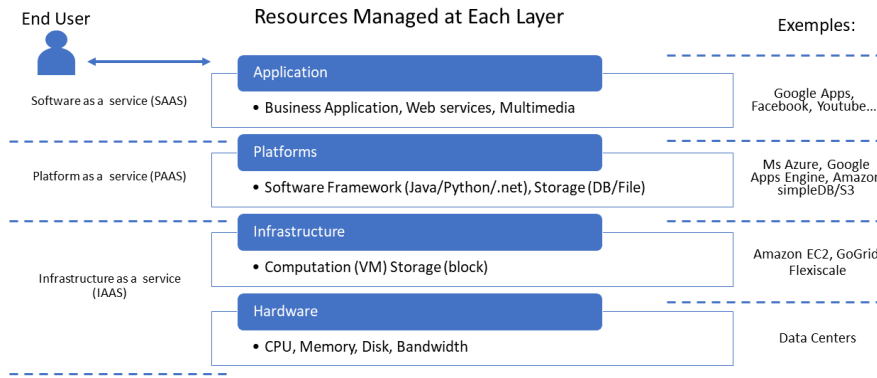 End User
Resources Managed at Each Layer
Exemples:
Application
Software as a service (SAAS)
• Business Application, Web services, Multimedia
Google Apps,
Facebook, Youtube...
Platforms
Platform as a service (PAAS)
• Software Framework (Java/Python/.net), Storage (DB/File)
Ms Azure, Google
Apps Engine, Amazon
simpleDB/S3
Infrastructure
Infrastructure as a service
(IAAS)
• Computation (VM) Storage (block)
Amazon EC2, GoGrid
Flexiscale
Hardware
• CPU, Memory, Disk, Bandwidth
Data Centers